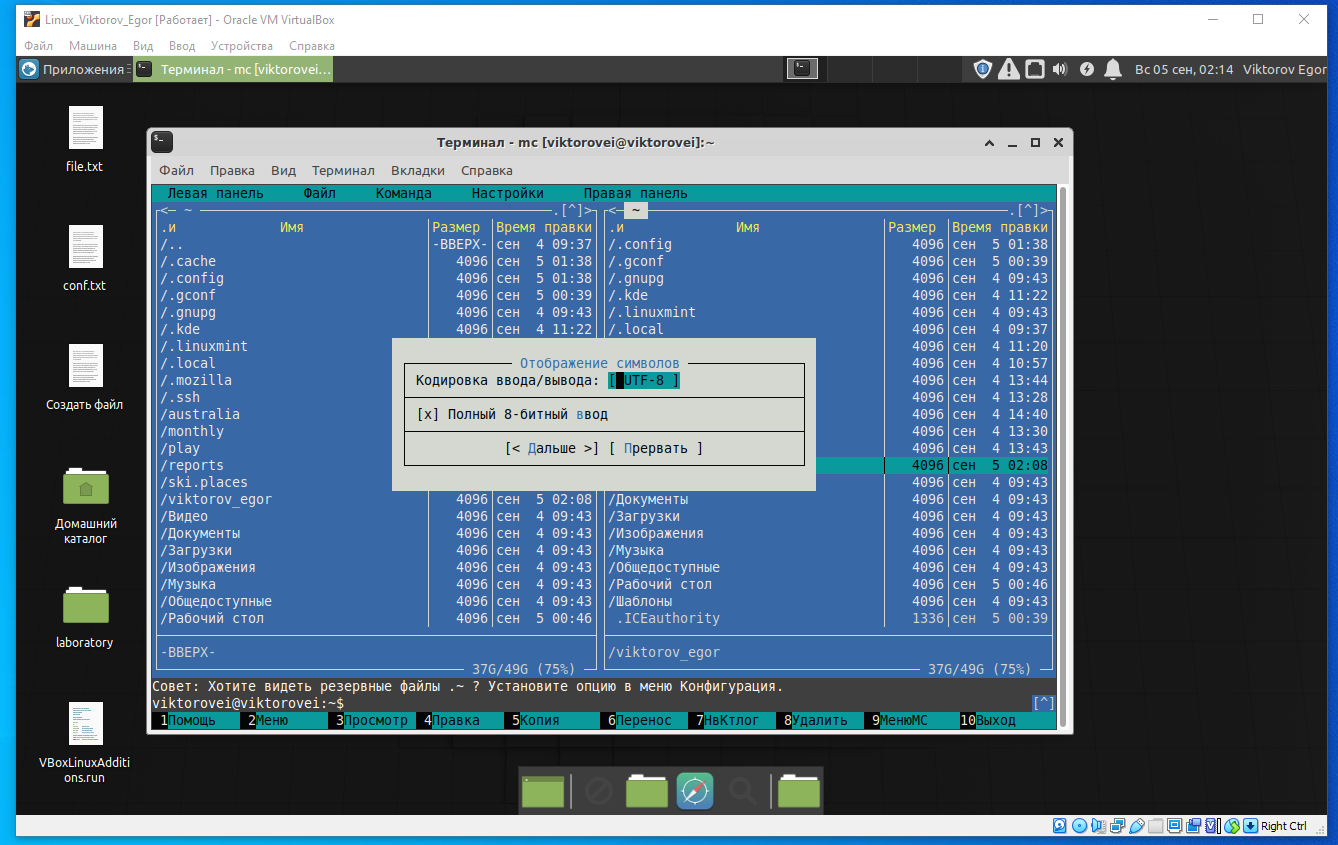 Linux_Viktorov_Egor [Работает] - Oracle VM VirtualBox
Файл Машина Вид Ввод Устройства Справка
Приложения Терминал - mc [viktorovei... Вс 05 сен, 02:14 Viktorov Egor
file.txt
conf.txt
Создать файл
Домашний
каталог
laboratory
VBoxLinuxAdditi
ons.run
Терминал - mc [viktorovei@viktorovei]:~
Файл Правка Вид Терминал Вкладки Справка
Левая панель Файл Команда Настройки Правая панель
<─ ~ .[^]> <─ ~ .[^]>
.и Имя Размер Время правки .и Имя Размер Время правки
/.. -ВВЕРХ- сен 4 09:37 /.config 4096 сен 5 01:38
/.cache 4096 сен 5 01:38 /.gconf 4096 сен 5 00:39
/.config 4096 сен 5 01:38 /.gnupg 4096 сен 4 09:43
/.gconf 4096 сен 5 00:39 /.kde 4096 сен 4 11:22
/.gnupg 4096 сен 4 09:43 /.linuxmint 4096 сен 4 09:43
/.kde 4096 сен 4 11:22 /.local 4096 сен 4 09:37
/.linuxmint 4096 сен 4 11:20
/.local 4096 сен 4 10:57
/.mozilla 4096 сен 4 13:44
/.ssh 4096 сен 4 13:28
/australia 4096 сен 4 14:40
/monthly 4096 сен 4 13:30
/play 4096 сен 4 13:43
/reports 4096 сен 5 02:08
/ski.places 4096 сен 4 09:43
/viktorov_egor 4096 сен 5 02:08 /Документы 4096 сен 4 09:43
/Видео 4096 сен 4 09:43 /Загрузки 4096 сен 4 09:43
/Документы 4096 сен 4 09:43 /Изображения 4096 сен 4 09:43
/Загрузки 4096 сен 4 09:43 /Музыка 4096 сен 4 09:43
/Изображения 4096 сен 4 09:43 /Общедоступные 4096 сен 4 09:43
/Музыка 4096 сен 4 09:43 /Рабочий стол 4096 сен 5 00:46
/Общедоступные 4096 сен 4 09:43 /Шаблоны 4096 сен 4 09:43
/Рабочий стол 4096 сен 5 00:46 .ICEauthority 1336 сен 5 00:39
-ВВЕРХ- /viktorov_egor
37G/49G (75%) 37G/49G (75%)
Отображение символов
Кодировка ввода/вывода: [ UTF-8 ]
[x] Полный 8-битный ввод
[< Дальше >] [ Прервать ]
Совет: Хотите видеть резервные файлы .~ ? Установите опцию в меню Конфигурация.
viktorovei@viktorovei:~$ [^]
1Помощь 2Меню 3Просмотр 4Правка 5Копия 6Перенос 7НвКтлог 8Удалить 9МенюМС 10Выход
Right Ctrl